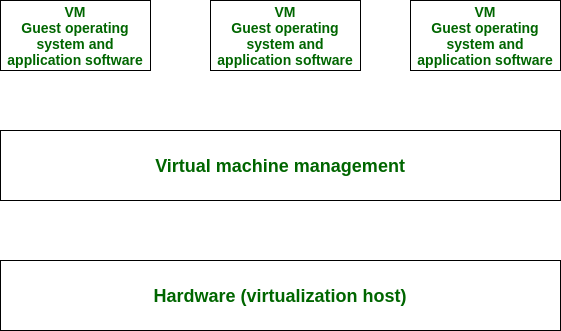 VM
Guest operating
system and
application software
VM
Guest operating
system and
application software
VM
Guest operating
system and
application software
Virtual machine management
Hardware (virtualization host)